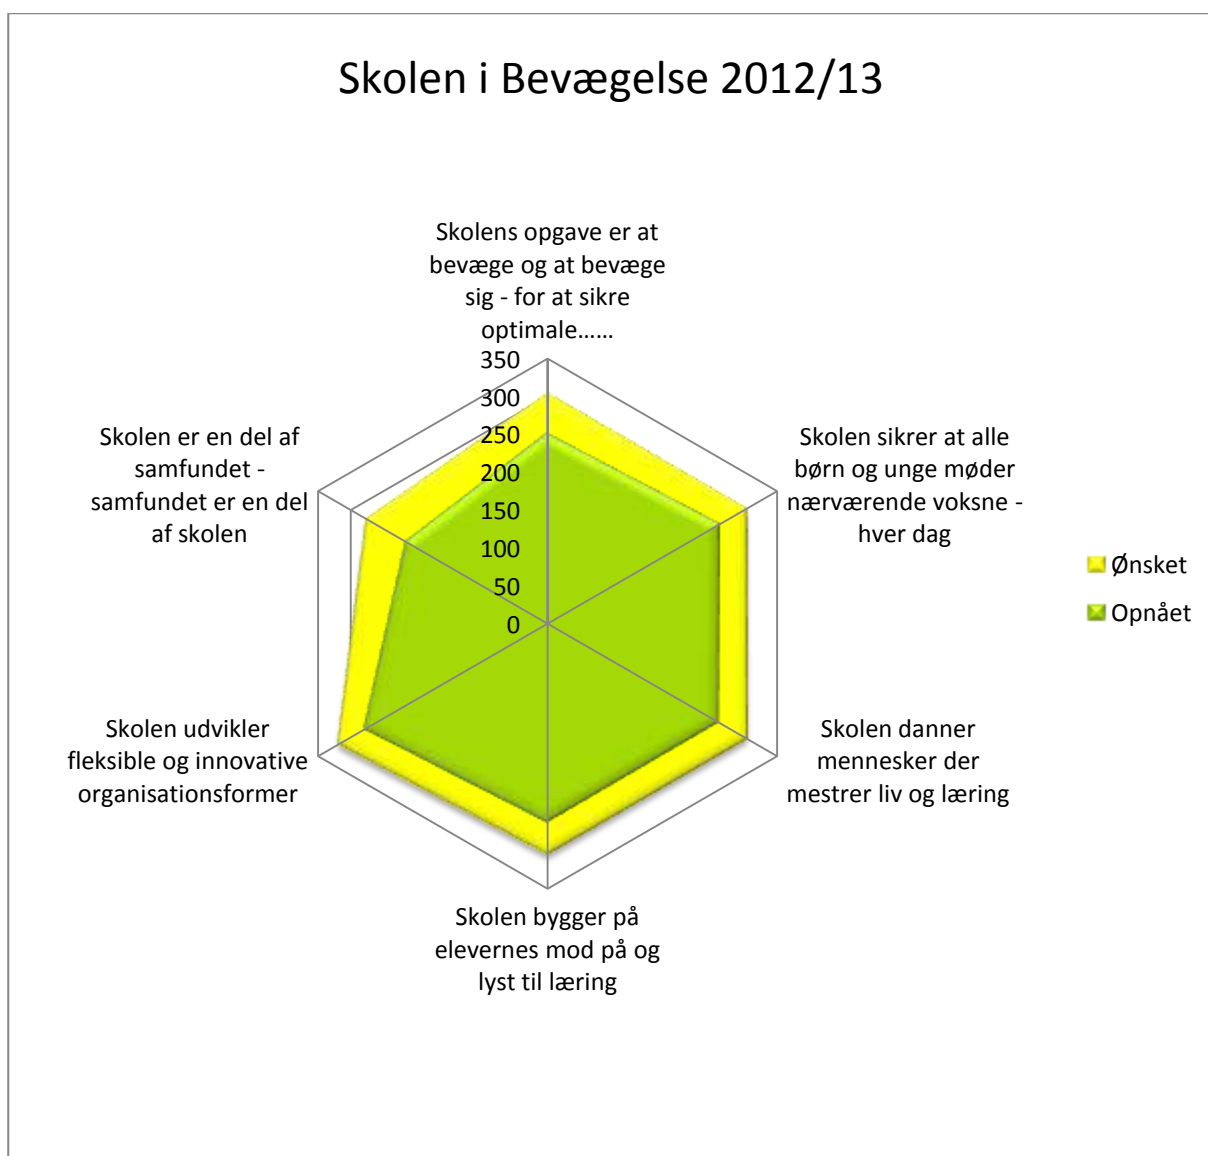 Skolen i Bevægelse 2012/13
Skolens opgave er at
bevæge og at bevæge
sig - for at sikre
optimale……
350
300
250
200
150
100
50
0
Skolen sikrer at alle
børn og unge møder
nærværende voksne -
hver dag
Skolen danner
mennesker der
mestrer liv og læring
Skolen bygger på
elevernes mod på og
lyst til læring
Skolen udvikler
fleksible og innovative
organisationsformer
Skolen er en del af
samfundet -
samfundet er en del
af skolen
Ønsket
Opnået